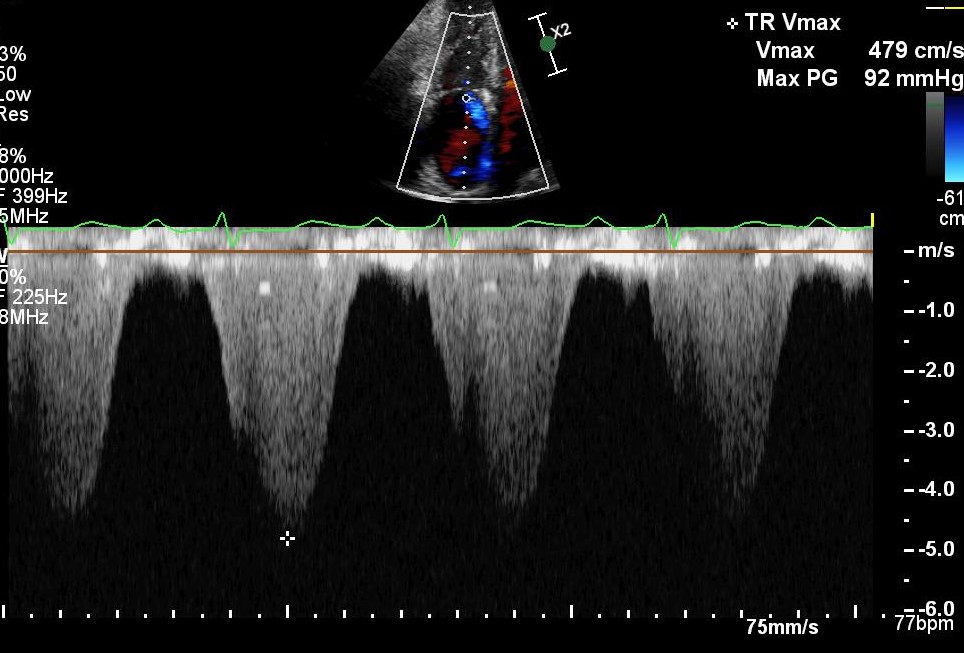 TR Vmax
Vmax 479 cm/s
Max PG 92 mmHg
X2
3%
50
Low
Res
8%
000Hz
F 399Hz
5MHz
-61
cm
0%
F 225Hz
8MHz
m/s
-1.0
-2.0
-3.0
-4.0
-5.0
-6.0
75mm/s
77bpm